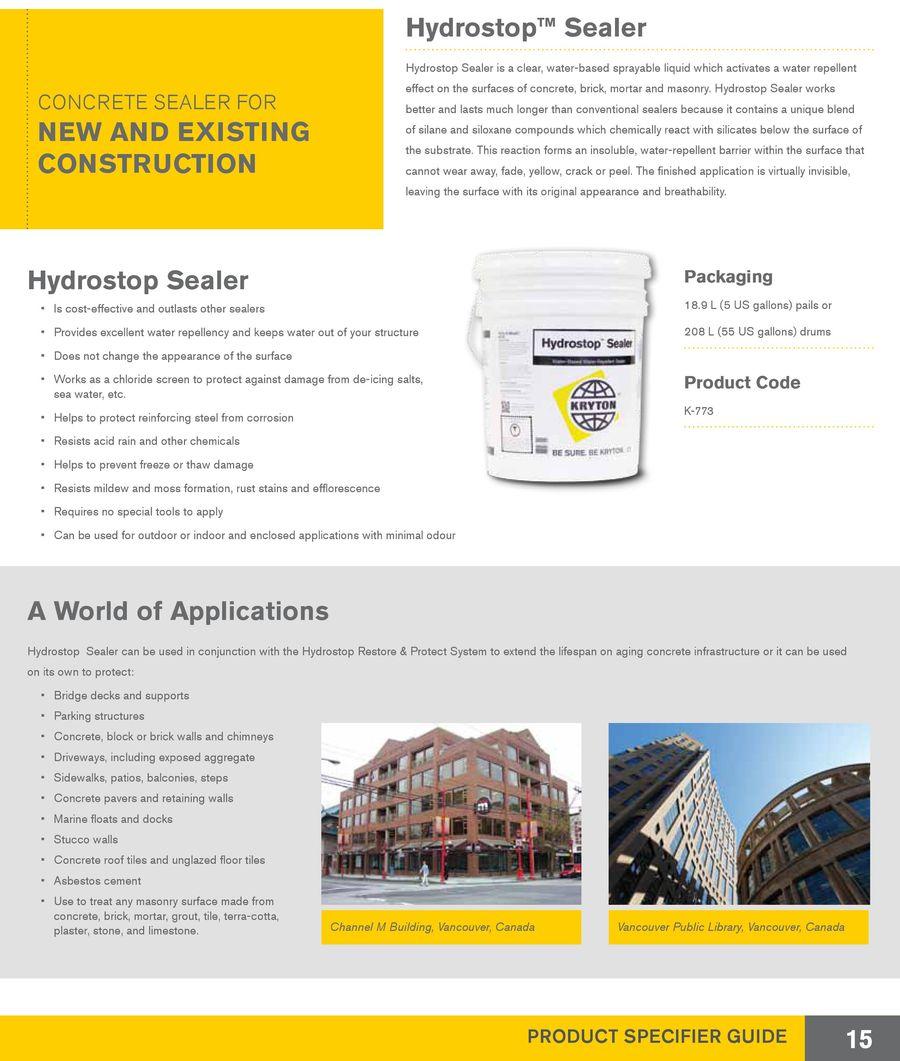 CONCRETE SEALER FOR
NEW AND EXISTING
CONSTRUCTION
Hydrostop™ Sealer
Hydrostop Sealer is a clear, water-based sprayable liquid which activates a water repellent
effect on the surfaces of concrete, brick, mortar and masonry. Hydrostop Sealer works
better and lasts much longer than conventional sealers because it contains a unique blend
of silane and siloxane compounds which chemically react with silicates below the surface of
the substrate. This reaction forms an insoluble, water-repellent barrier within the surface that
cannot wear away, fade, yellow, crack or peel. The finished application is virtually invisible,
leaving the surface with its original appearance and breathability.
Hydrostop Sealer
• Is cost-effective and outlasts other sealers
• Provides excellent water repellency and keeps water out of your structure
• Does not change the appearance of the surface
• Works as a chloride screen to protect against damage from de-icing salts,
sea water, etc.
• Helps to protect reinforcing steel from corrosion
• Resists acid rain and other chemicals
• Helps to prevent freeze or thaw damage
• Resists mildew and moss formation, rust stains and efflorescence
• Requires no special tools to apply
• Can be used for outdoor or indoor and enclosed applications with minimal odour
Hydrostop™ Sealer
Water-Based Water-Repellent Sealer
KRYTON
BE SURE. BE KRYTON.
Packaging
18.9 L (5 US gallons) pails or
208 L (55 US gallons) drums
Product Code
K-773
A World of Applications
Hydrostop Sealer can be used in conjunction with the Hydrostop Restore & Protect System to extend the lifespan on aging concrete infrastructure or it can be used
on its own to protect:
• Bridge decks and supports
• Parking structures
• Concrete, block or brick walls and chimneys
• Driveways, including exposed aggregate
• Sidewalks, patios, balconies, steps
• Concrete pavers and retaining walls
• Marine floats and docks
• Stucco walls
• Concrete roof tiles and unglazed floor tiles
• Asbestos cement
• Use to treat any masonry surface made from
concrete, brick, mortar, grout, tile, terra-cotta,
plaster, stone, and limestone.
Channel M Building, Vancouver, Canada
Vancouver Public Library, Vancouver, Canada
PRODUCT SPECIFIER GUIDE
15